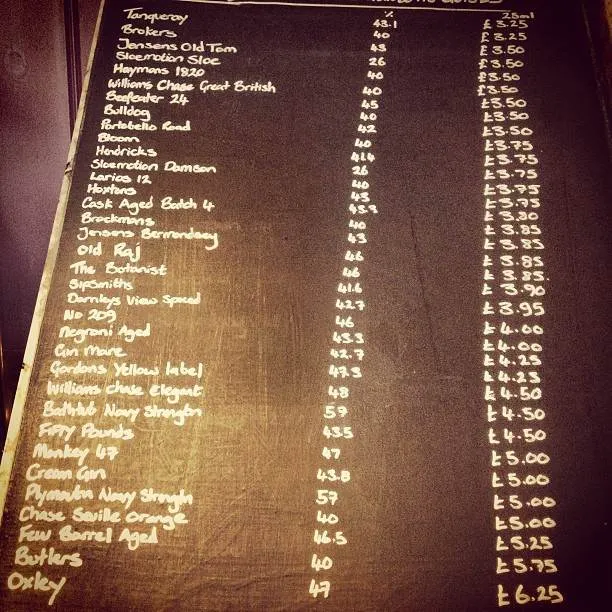 % 25ml
Tanqueray 43.1 £3.25
Brokers 40 £3.25
Jensens Old Tom 43 £3.50
Sloemotion Sloe 26 £3.50
Haymans 1820 40 £3.50
Williams Chase Great British 40 £3.50
Beefeater 24 45 £3.50
Bulldog 40 £3.50
Portobello Road 42 £3.50
Bloom 40 £3.75
Hendricks 41.4 £3.75
Sloemotion Damson 26 £3.75
Larios 12 40 £3.75
Hoxtons 43 £3.75
Cask Aged Batch 4 43.9 £3.80
Brockmans 40 £3.85
Jensens Bermondsey 43 £3.85
Old Raj 46 £3.85
The Botanist 46 £3.85.
Sipsmiths 41.6 £3.90
Darnleys View Spiced 42.7 £3.95
No 209 46 £4.00
Negroni Aged 43.3 £4.00
Gin Mare 42.7 £4.25
Gordons Yellow label 47.3 £4.25
Williams chase Elegant 48 £4.50
Bathtub Navy Strength 57 £4.50
Fifty Pounds 43.5 £4.50
Monkey 47 47 £5.00
Cream Gin 43.8 £5.00
Plymouth Navy Strength 57 £5.00
Chase Seville Orange 40 £5.00
Few Barrel Aged 46.5 £5.25
Butlers 40 £5.75
Oxley 47 £6.25